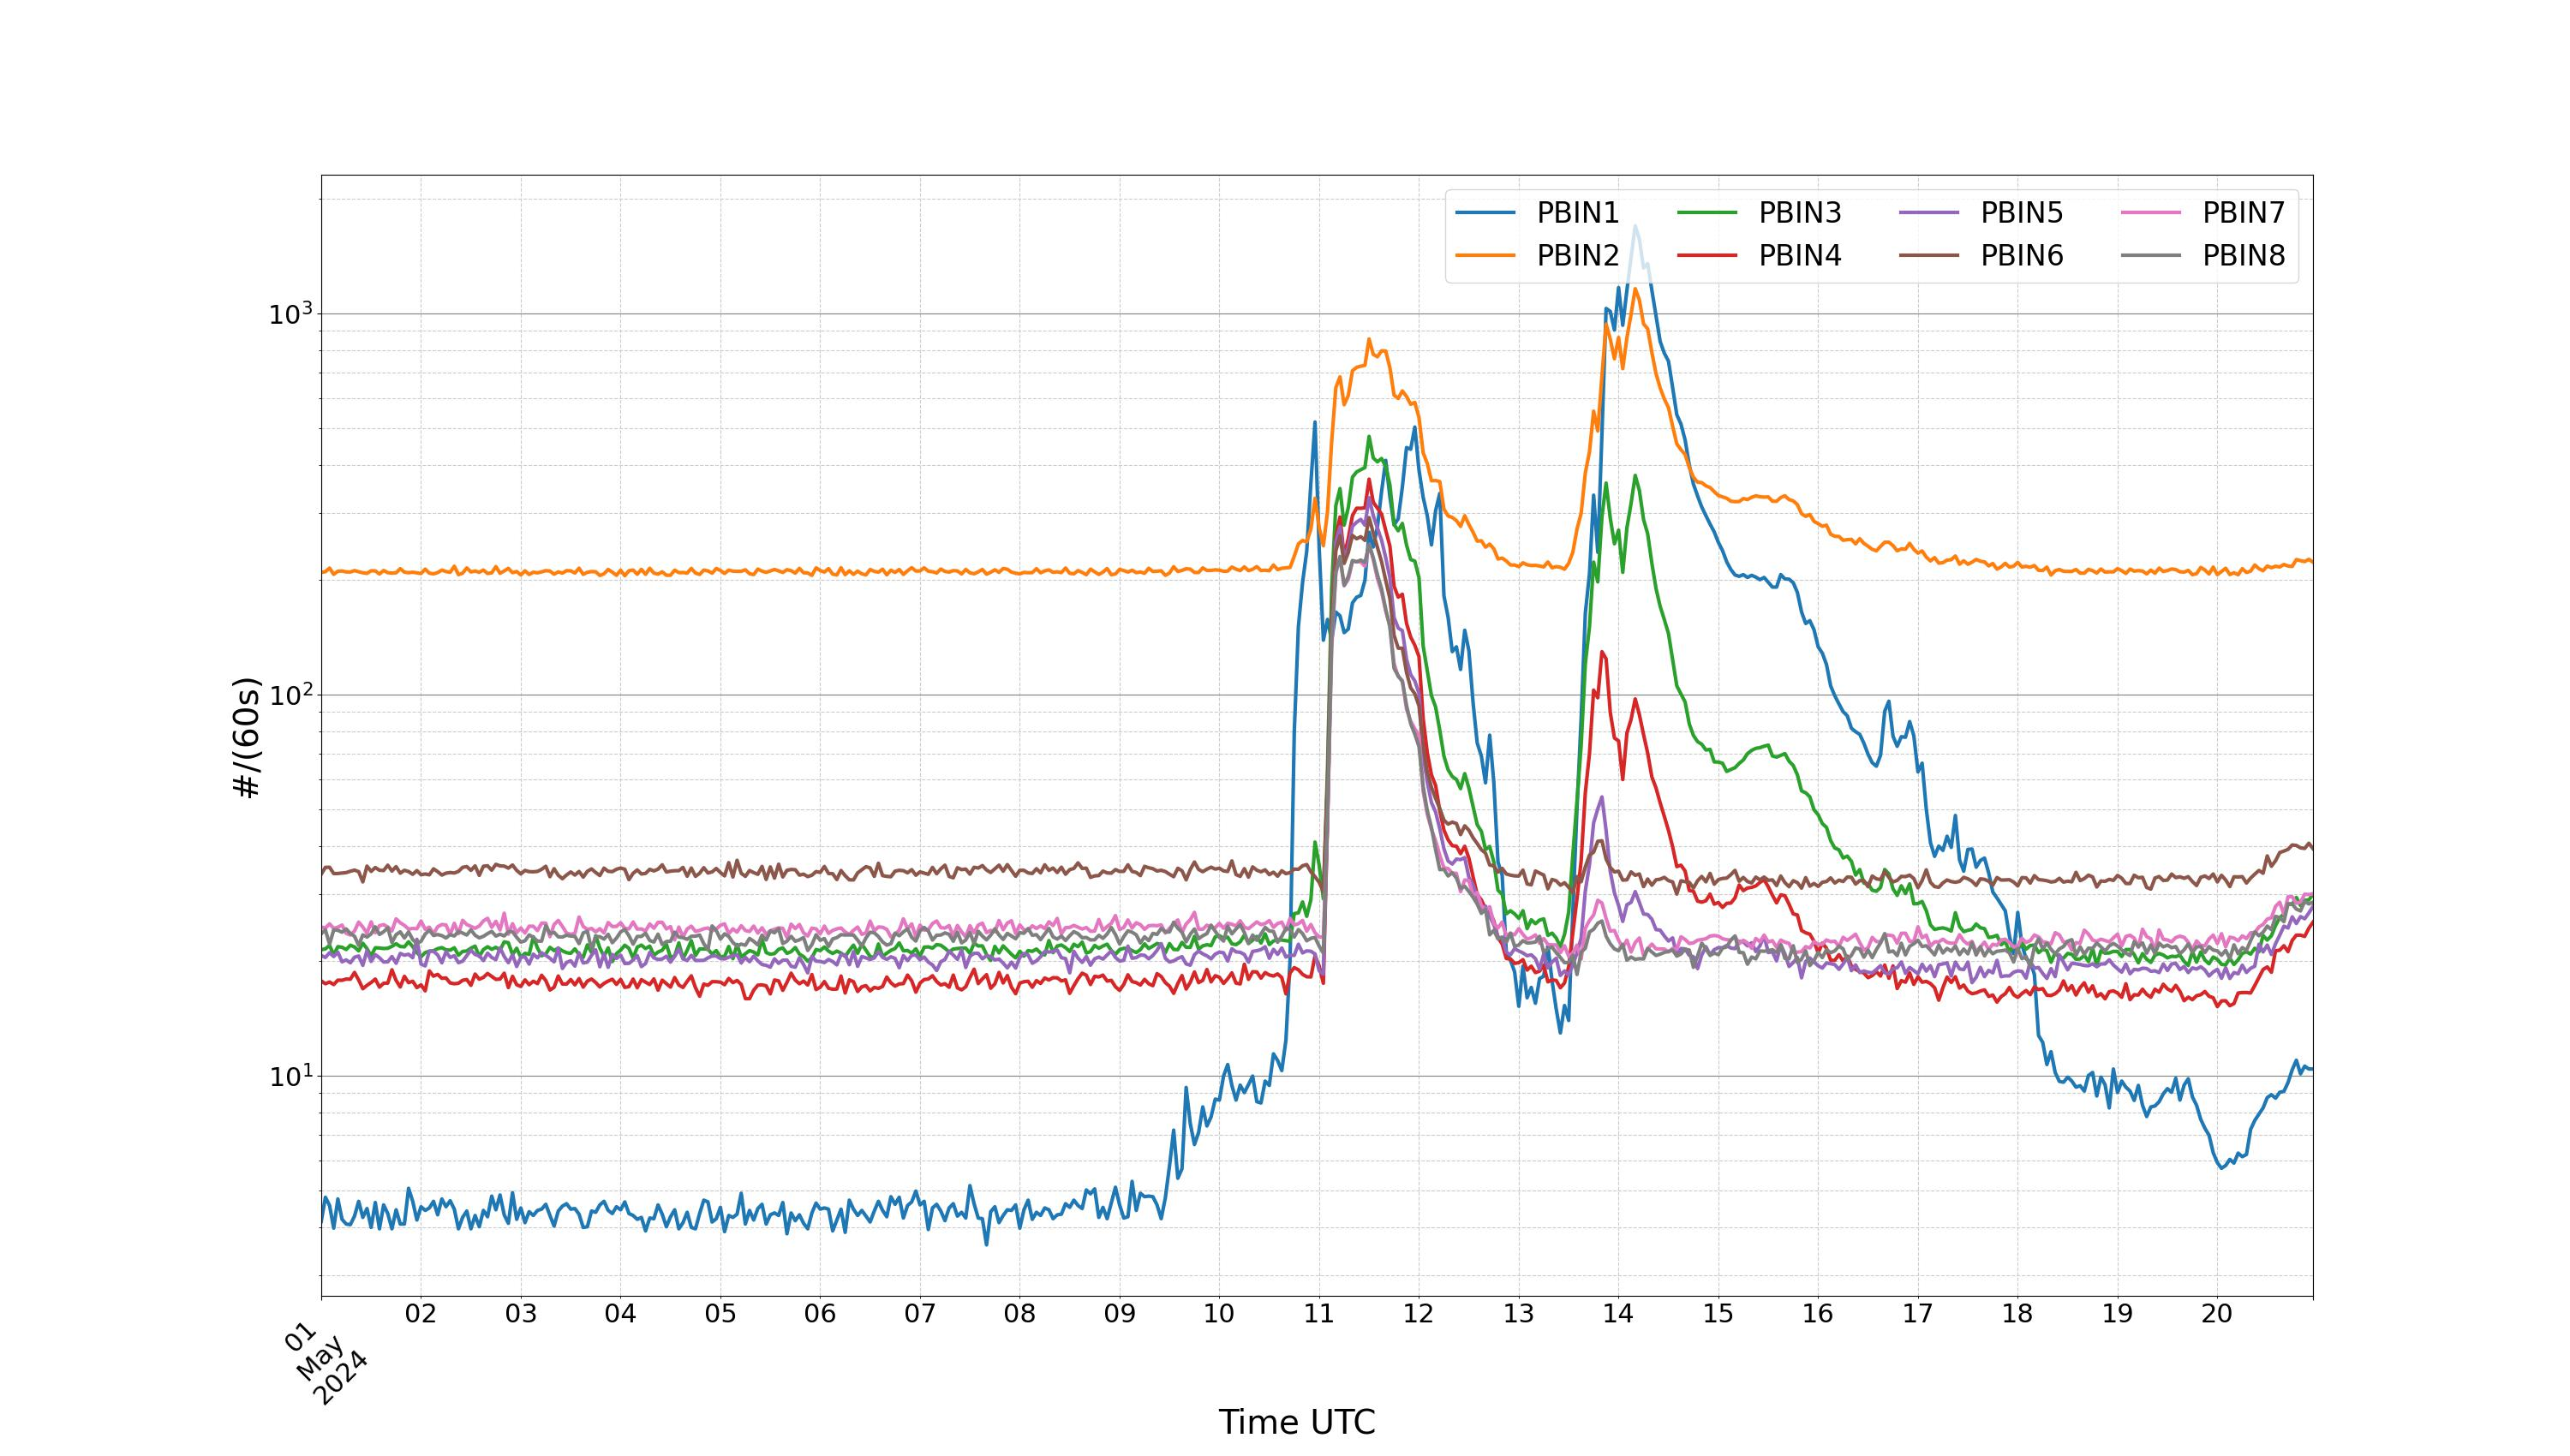 PBIN1 PBIN3 PBIN5 PBIN7
PBIN2 PBIN4 PBIN6 PBIN8
10³
10²
10¹
#/(60s)
01 02 03 04 05 06 07 08 09 10 11 12 13 14 15 16 17 18 19 20
May
2024
Time UTC